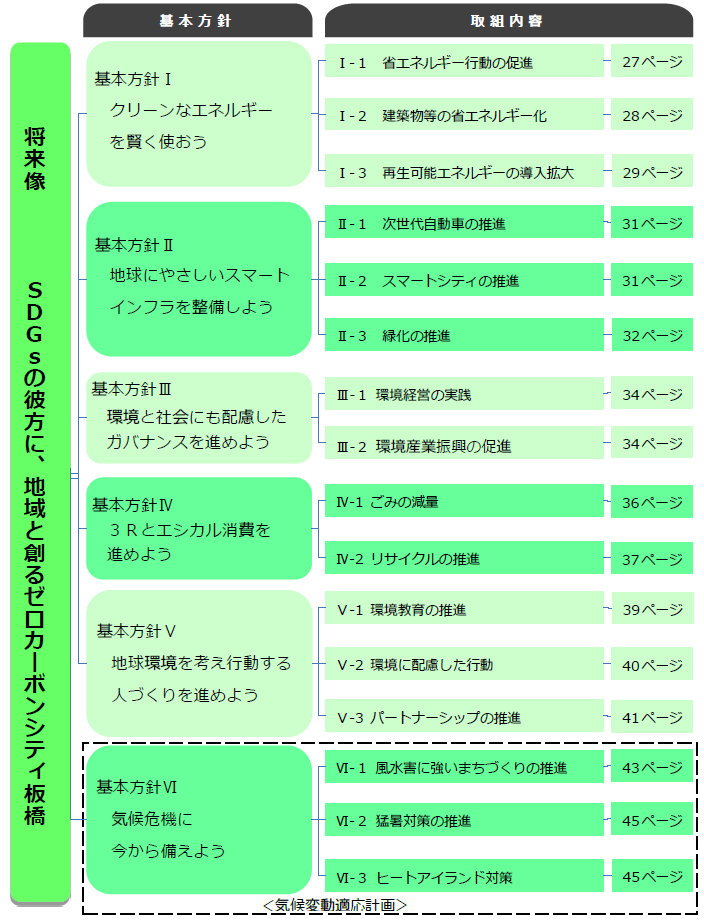 基本方針
取組内容
将来像 SDGsの彼方に、地域と創るゼロカーボンシティ板橋
基本方針Ⅰ
クリーンなエネルギー
を賢く使おう
Ⅰ-1 省エネルギー行動の促進 27ページ
Ⅰ-2 建築物等の省エネルギー化 28ページ
Ⅰ-3 再生可能エネルギーの導入拡大 29ページ
基本方針Ⅱ
地球にやさしいスマート
インフラを整備しよう
Ⅱ-1 次世代自動車の推進 31ページ
Ⅱ-2 スマートシティの推進 31ページ
Ⅱ-3 緑化の推進 32ページ
基本方針Ⅲ
環境と社会にも配慮した
ガバナンスを進めよう
Ⅲ-1 環境経営の実践 34ページ
Ⅲ-2 環境産業振興の促進 34ページ
基本方針Ⅳ
３Ｒとエシカル消費を
進めよう
Ⅳ-1 ごみの減量 36ページ
Ⅳ-2 リサイクルの推進 37ページ
基本方針Ⅴ
地球環境を考え行動する
人づくりを進めよう
Ⅴ-1 環境教育の推進 39ページ
Ⅴ-2 環境に配慮した行動 40ページ
Ⅴ-3 パートナーシップの推進 41ページ
基本方針Ⅵ
気候危機に
今から備えよう
Ⅵ-1 風水害に強いまちづくりの推進 43ページ
Ⅵ-2 猛暑対策の推進 45ページ
Ⅵ-3 ヒートアイランド対策 45ページ
＜気候変動適応計画＞